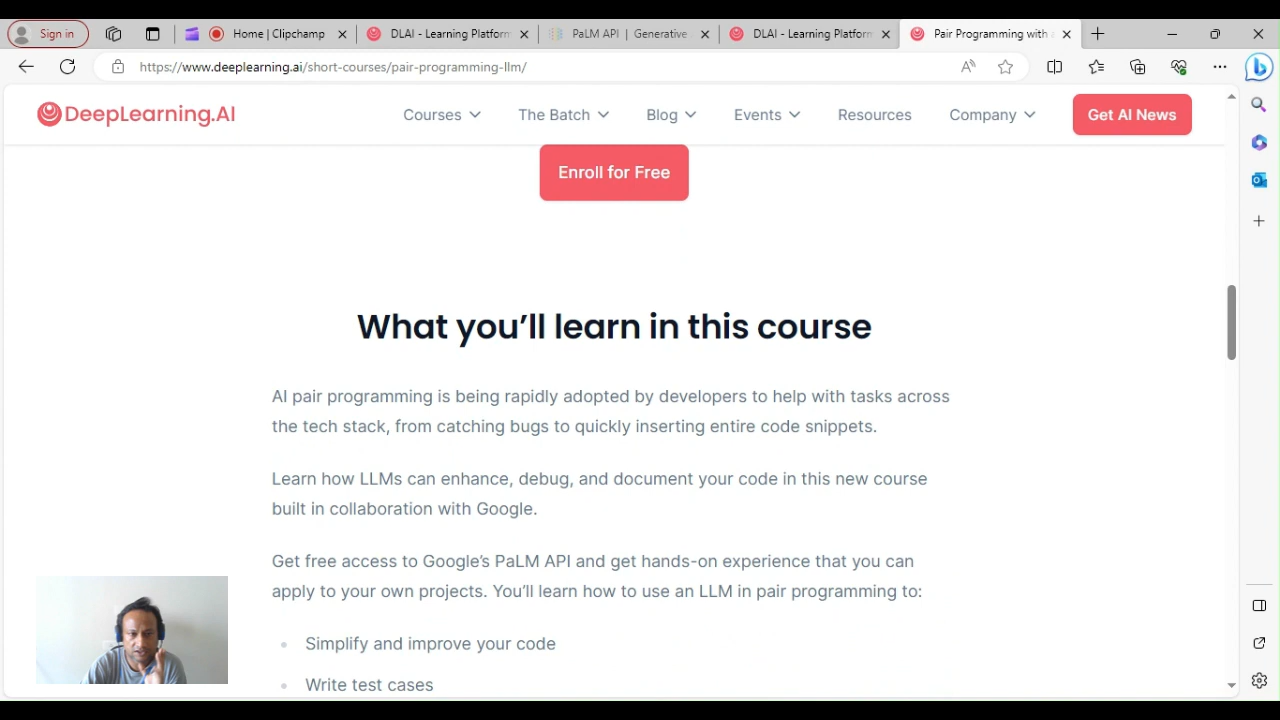 Sign in
Home | Clipchamp
DLAI - Learning Platform
PaLM API | Generative
DLAI - Learning Platform
Pair Programming with a
https://www.deeplearning.ai/short-courses/pair-programming-llm/
DeepLearning.AI
Courses
The Batch
Blog
Events
Resources
Company
Get AI News
Enroll for Free
What you’ll learn in this course
AI pair programming is being rapidly adopted by developers to help with tasks across
the tech stack, from catching bugs to quickly inserting entire code snippets.
Learn how LLMs can enhance, debug, and document your code in this new course
built in collaboration with Google.
Get free access to Google’s PaLM API and get hands-on experience that you can
apply to your own projects. You’ll learn how to use an LLM in pair programming to:
Simplify and improve your code
Write test cases